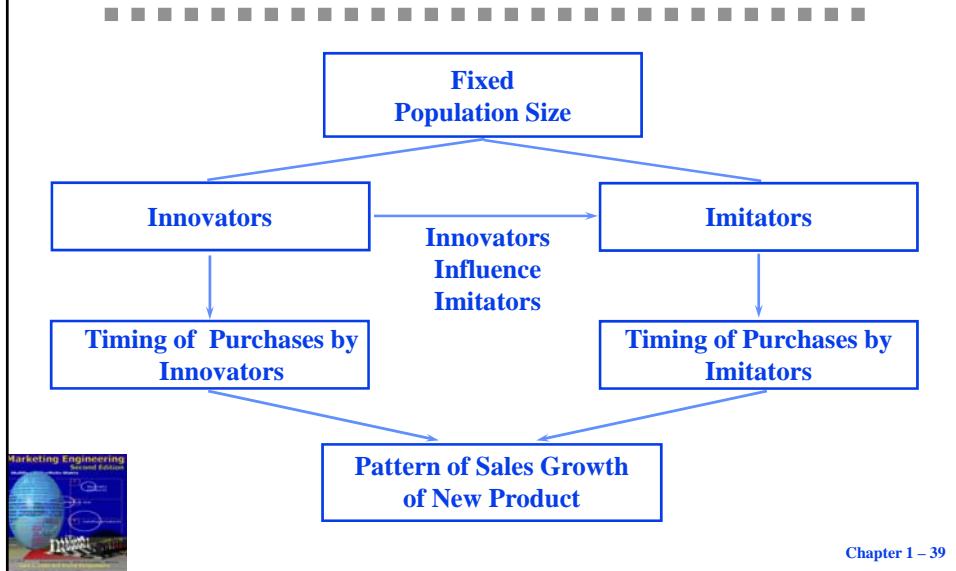 Fixed
Population Size
Innovators
Imitators
Innovators
Influence
Imitators
Timing of Purchases by
Innovators
Timing of Purchases by
Imitators
Pattern of Sales Growth
of New Product
Marketing Engineering
Second Edition
Chapter 1 – 39